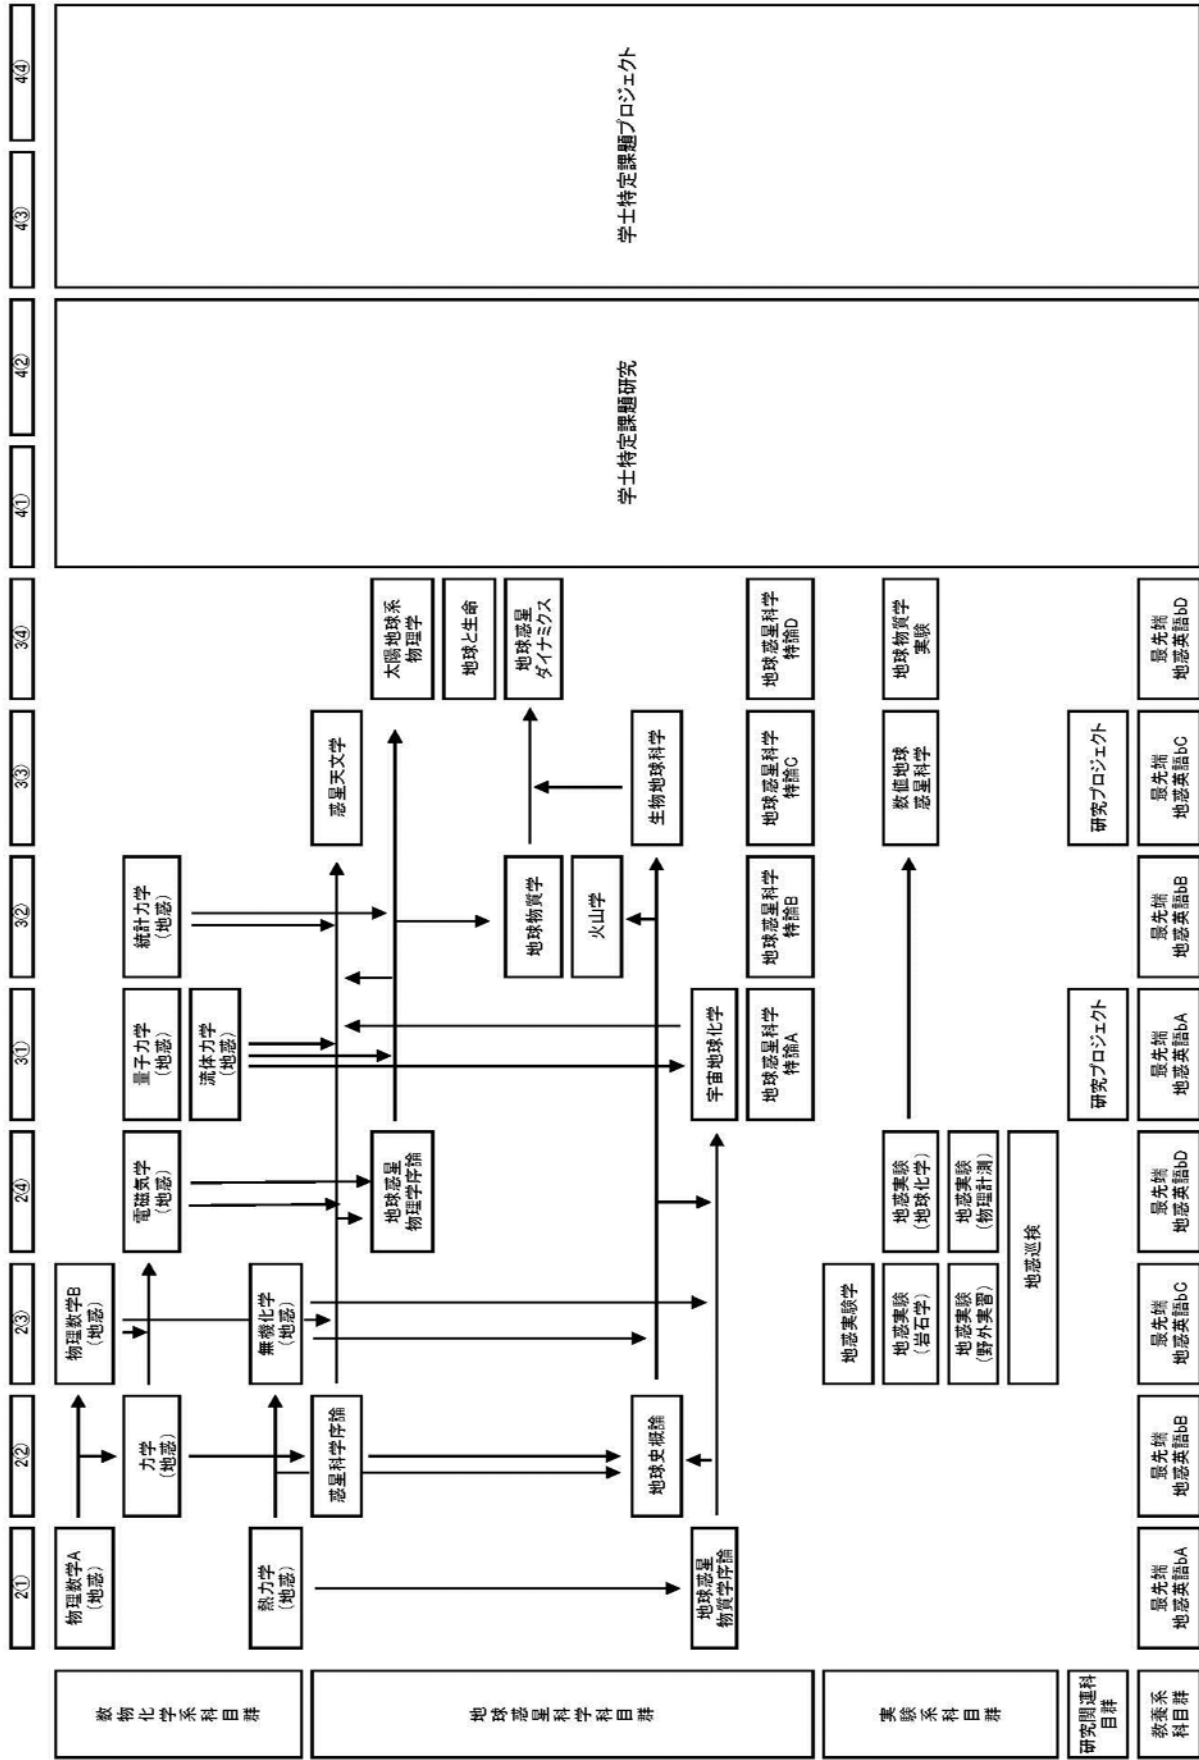 2①
2②
2③
2④
3①
3②
3③
3④
4①
4②
4③
4④
数物化学系科目群
物理数学A
(地惑)
物理数学B
(地惑)
力学
(地惑)
電磁気学
(地惑)
量子力学
(地惑)
統計力学
(地惑)
流体力学
(地惑)
熱力学
(地惑)
無機化学
(地惑)
地球惑星科学科目群
惑星科学序論
惑星天文学
地球惑星
物理学序論
太陽地球系
物理学
地球と生命
地球物質学
地球惑星
ダイナミクス
火山学
地球史概論
生物地球科学
地球惑星
物質学序論
宇宙地球化学
地球惑星科学
特論A
地球惑星科学
特論B
地球惑星科学
特論C
地球惑星科学
特論D
実験系科目群
地惑実験学
地惑実験
(岩石学)
地惑実験
(地球化学)
数値地球
惑星科学
地球物質学
実験
地惑実験
(野外実習)
地惑実験
(物理計測)
地惑巡検
研究関連科
目群
研究プロジェクト
研究プロジェクト
教養系
科目群
最先端
地惑英語bA
最先端
地惑英語bB
最先端
地惑英語bC
最先端
地惑英語bD
最先端
地惑英語bA
最先端
地惑英語bB
最先端
地惑英語bC
最先端
地惑英語bD
学士特定課題研究
学士特定課題プロジェクト